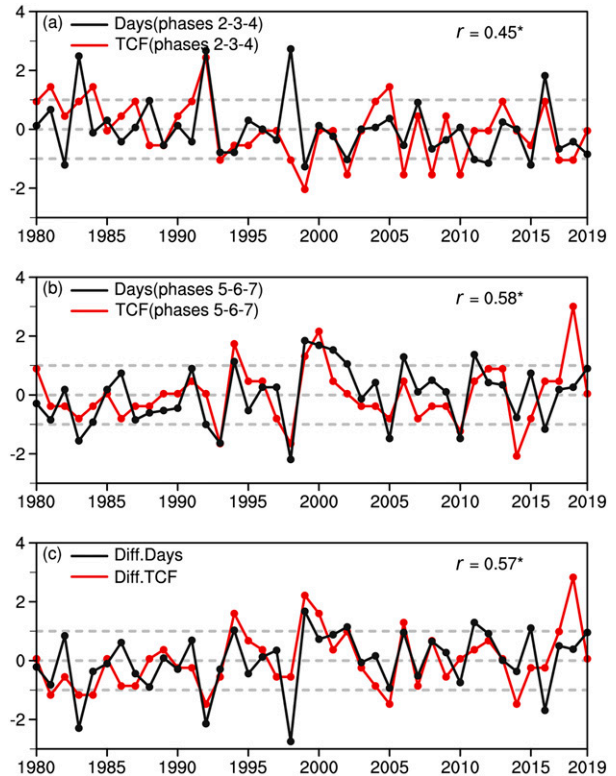 (a)
Days(phases 2-3-4)
TCF(phases 2-3-4)
r = 0.45*
4
2
0
-2
1980 1985 1990 1995 2000 2005 2010 2015 2019
(b)
Days(phases 5-6-7)
TCF(phases 5-6-7)
r = 0.58*
4
2
0
-2
1980 1985 1990 1995 2000 2005 2010 2015 2019
(c)
Diff.Days
Diff.TCF
r = 0.57*
4
2
0
-2
1980 1985 1990 1995 2000 2005 2010 2015 2019